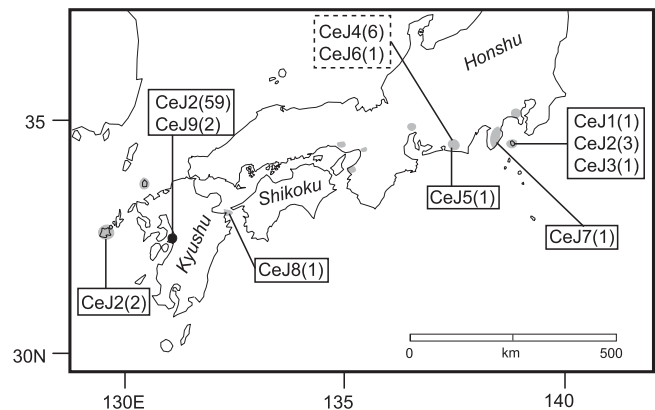 CeJ4(6)
CeJ6(1)
Honshu
35
CeJ2(59)
CeJ9(2)
CeJ1(1)
CeJ2(3)
CeJ3(1)
Shikoku
CeJ5(1)
Kyushu
CeJ7(1)
CeJ8(1)
CeJ2(2)
0
km
500
30N
130E
135
140